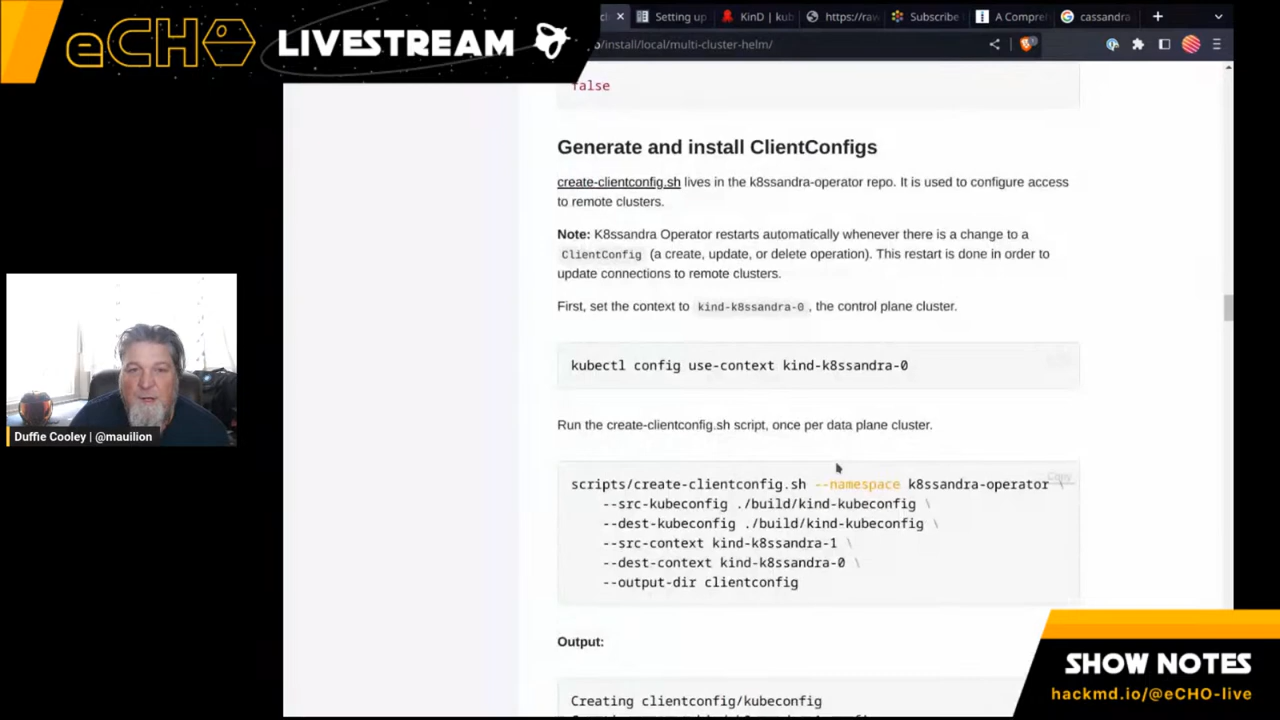 eCHO LIVESTREAM
Setting up
KinD | kub
https://raw
Subscribe
A Compre
cassandra
/install/local/multi-cluster-helm/
false
Generate and install ClientConfigs
create-clientconfig.sh lives in the k8ssandra-operator repo. It is used to configure access
to remote clusters.
Note: K8ssandra Operator restarts automatically whenever there is a change to a
ClientConfig (a create, update, or delete operation). This restart is done in order to
update connections to remote clusters.
First, set the context to kind-k8ssandra-0, the control plane cluster.
kubectl config use-context kind-k8ssandra-0
Run the create-clientconfig.sh script, once per data plane cluster.
Copy
scripts/create-clientconfig.sh --namespace k8ssandra-operator \
--src-kubeconfig ./build/kind-kubeconfig \
--dest-kubeconfig ./build/kind-kubeconfig \
--src-context kind-k8ssandra-1 \
--dest-context kind-k8ssandra-0 \
--output-dir clientconfig
Output:
Creating clientconfig/kubeconfig
Duffie Cooley | @mauilion
SHOW NOTES
hackmd.io/@eCHO-live